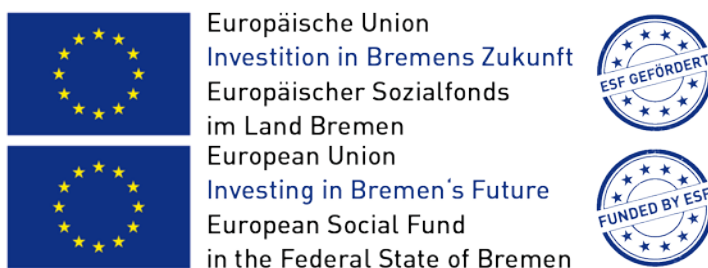 Europäische Union
Investition in Bremens Zukunft
Europäischer Sozialfonds
im Land Bremen
ESF GEFÖRDERT
European Union
Investing in Bremen‘s Future
European Social Fund
in the Federal State of Bremen
FUNDED BY ESF